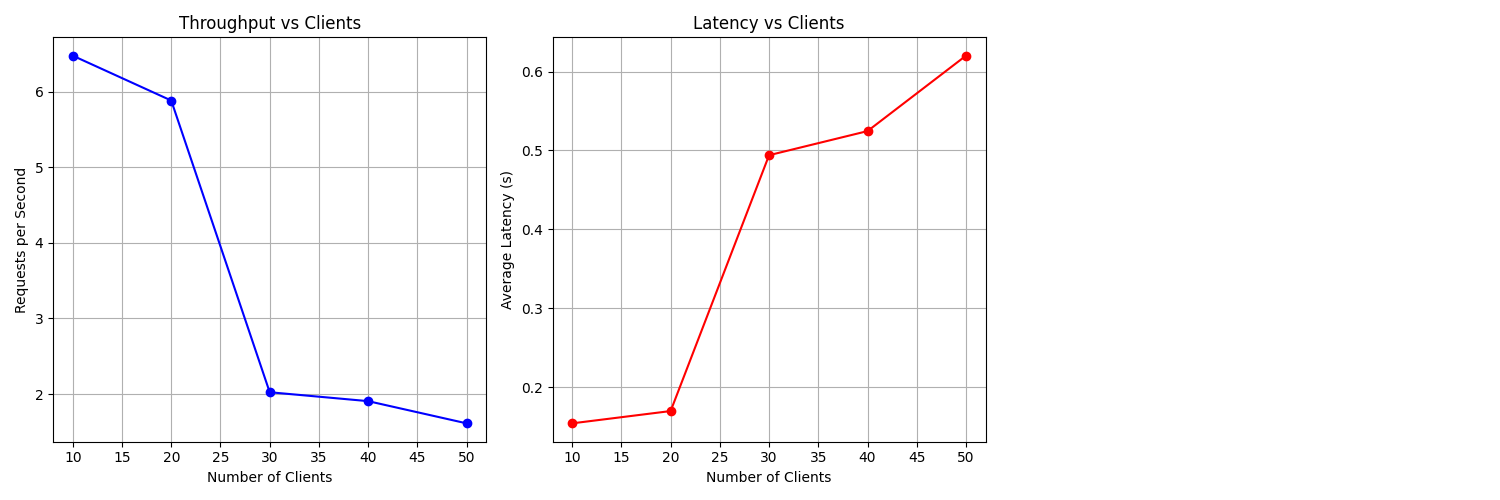 Throughput vs Clients
Requests per Second
6
5
4
3
2
10 15 20 25 30 35 40 45 50
Number of Clients
Latency vs Clients
Average Latency (s)
0.6
0.5
0.4
0.3
0.2
10 15 20 25 30 35 40 45 50
Number of Clients